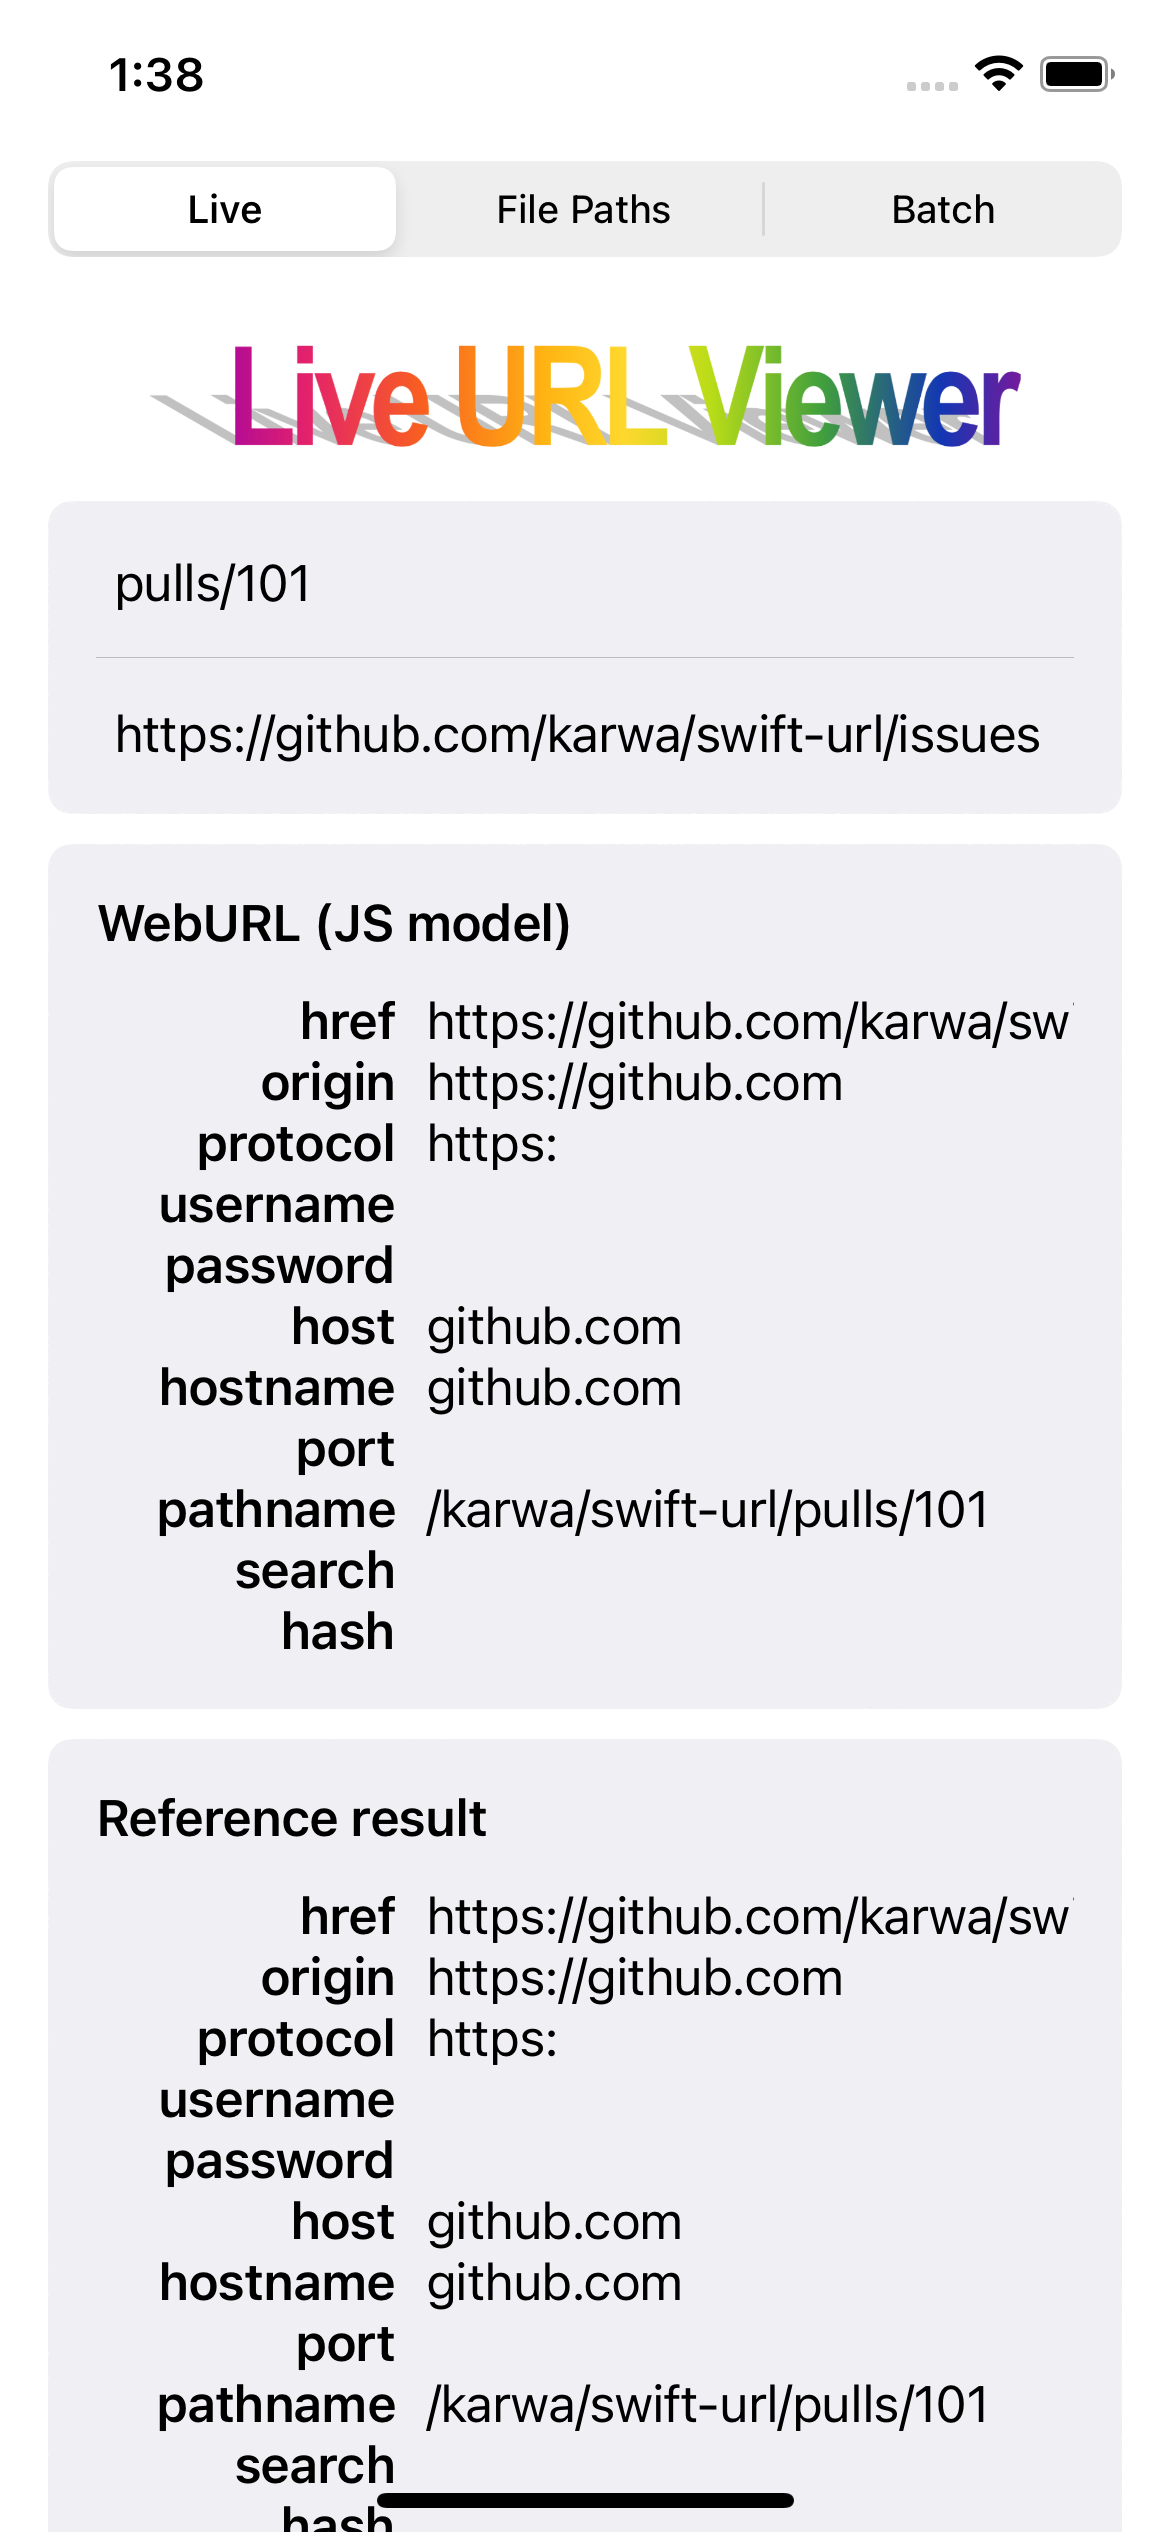 1:38
Live File Paths Batch
Live URL Viewer
pulls/101
https://github.com/karwa/swift-url/issues
WebURL (JS model)
href https://github.com/karwa/sw
origin https://github.com
protocol https:
username
password
host github.com
hostname github.com
port
pathname /karwa/swift-url/pulls/101
search
hash
Reference result
href https://github.com/karwa/sw
origin https://github.com
protocol https:
username
password
host github.com
hostname github.com
port
pathname /karwa/swift-url/pulls/101
search
hash